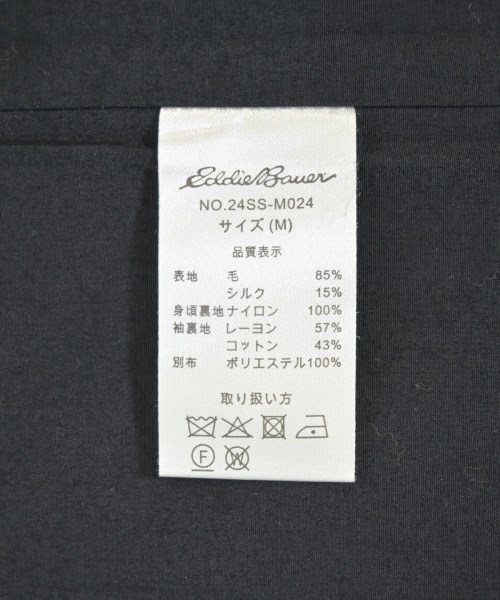 Eddie Bauer
NO.24SS-M024
サイズ(M)
品質表示
表地 毛 85%
シルク 15%
身頃裏地 ナイロン 100%
袖裏地 レーヨン 57%
コットン 43%
別布 ポリエステル 100%
取り扱い方
F W